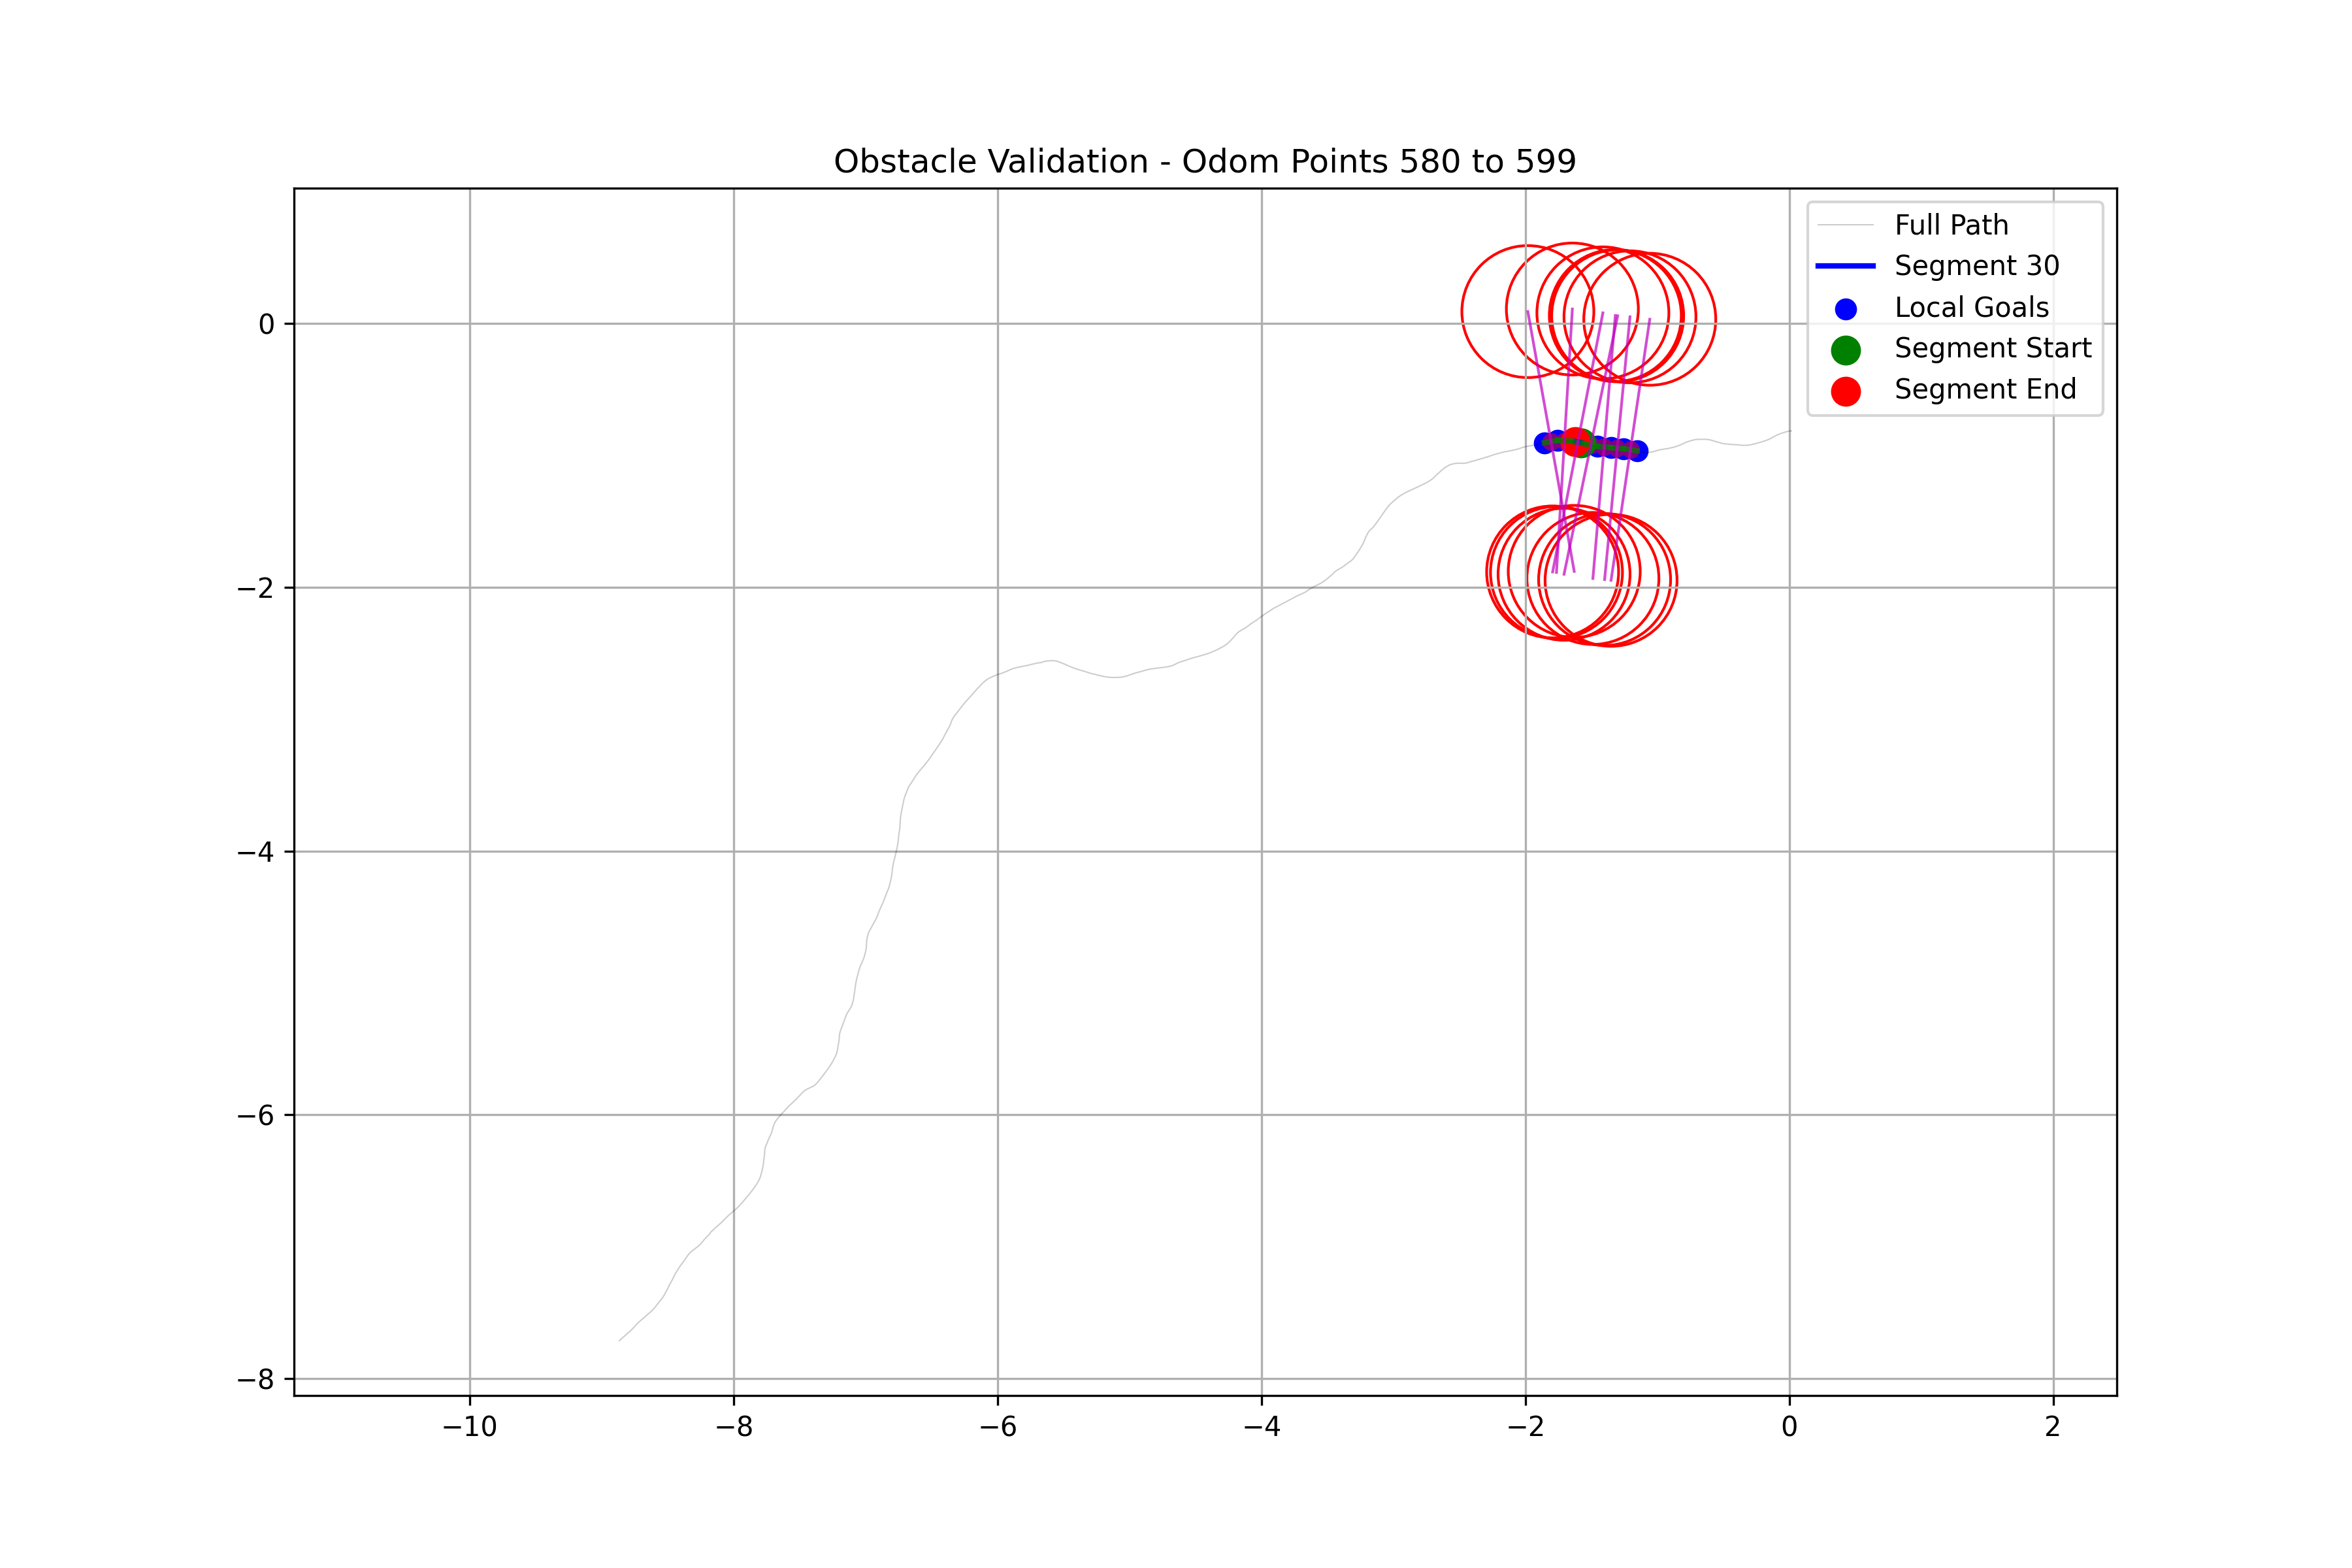 Obstacle Validation - Odom Points 580 to 599
Full Path
Segment 30
Local Goals
Segment Start
Segment End
0
−2
−4
−6
−8
−10
−8
−6
−4
−2
0
2